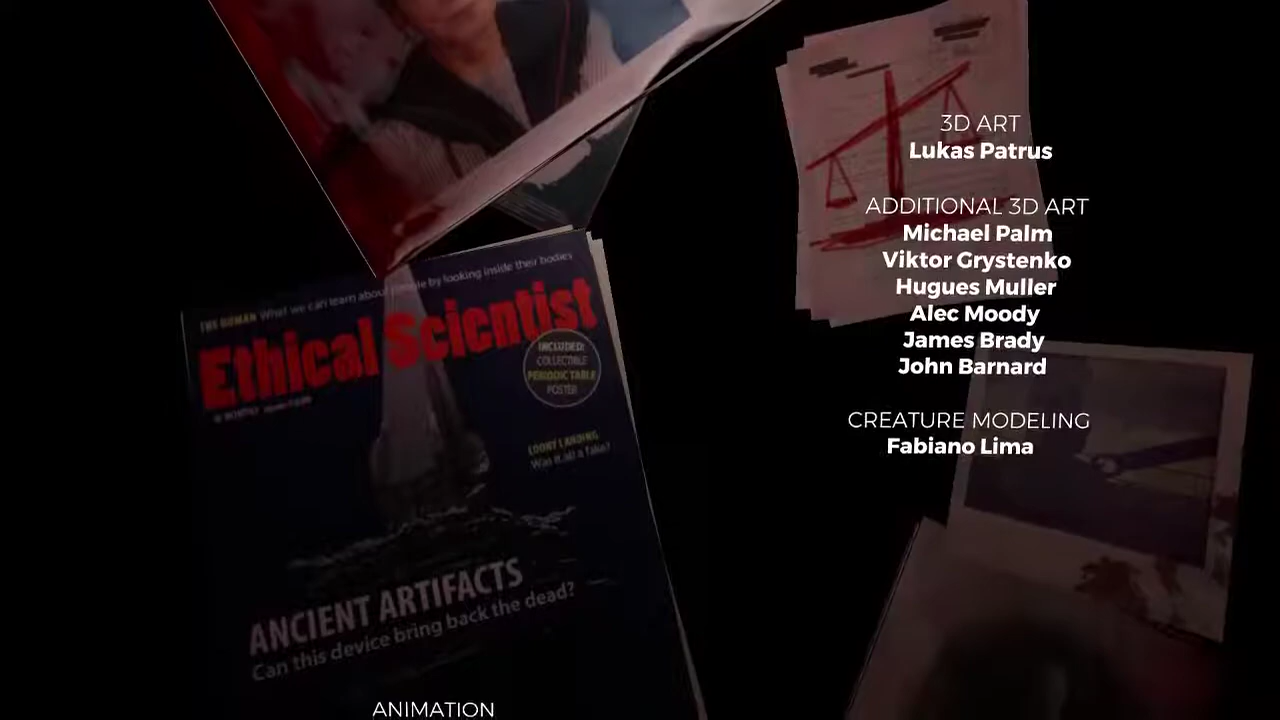 THE HUMAN What we can learn about people by looking inside their bodies
Ethical Scientist
INCLUDED:
COLLECTIBLE
PERIODIC TABLE
POSTER
LOONY LANDING
Was it all a fake?
ANCIENT ARTIFACTS
Can this device bring back the dead?
3D ART
Lukas Patrus
ADDITIONAL 3D ART
Michael Palm
Viktor Grystenko
Hugues Muller
Alec Moody
James Brady
John Barnard
CREATURE MODELING
Fabiano Lima
ANIMATION